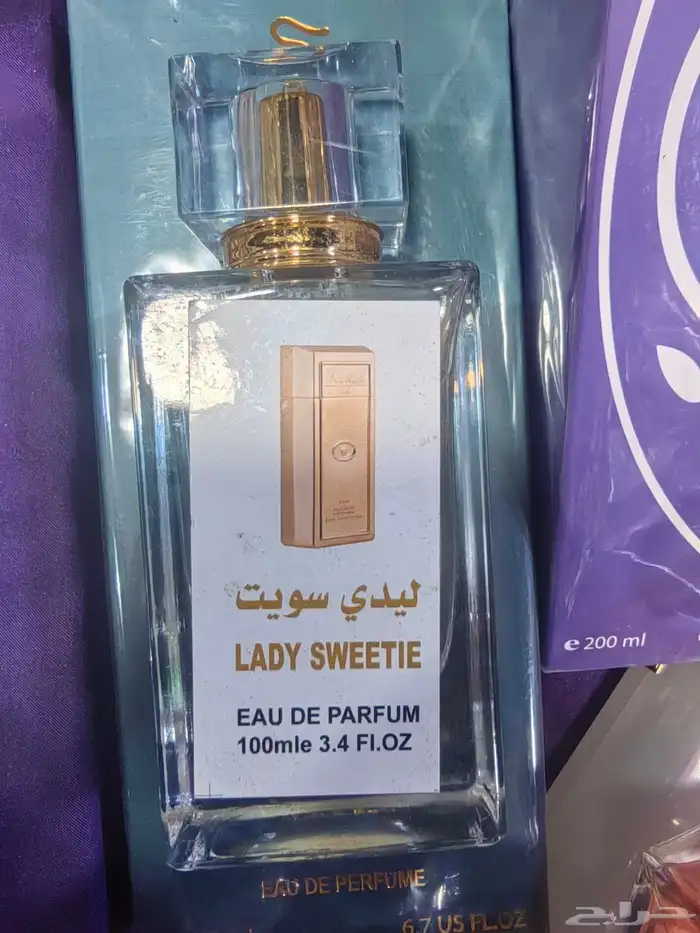 ليدي سويت
LADY SWEETIE
EAU DE PARFUM
100mle 3.4 FI.OZ
EAU DE PERFUME
6.7 US FL.OZ
e 200 ml
حراج